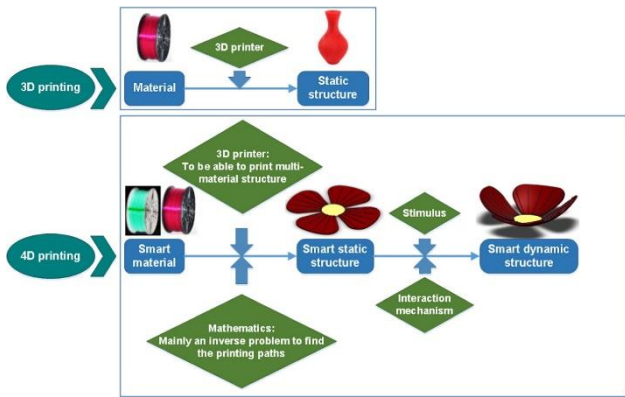 3D printing
3D printer
Material
Static
structure
4D printing
3D printer:
To be able to print multi-
material structure
Smart
material
Mathematics:
Mainly an inverse problem to find
the printing paths
Smart static
structure
Stimulus
Interaction
mechanism
Smart dynamic
structure